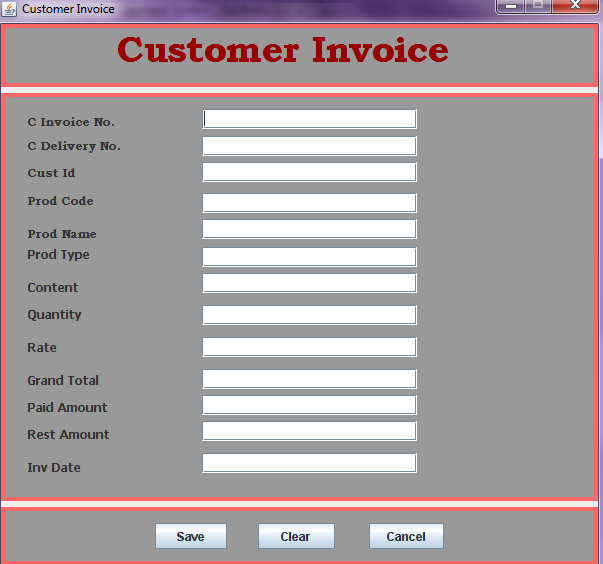 Customer Invoice
Customer Invoice
C Invoice No.
C Delivery No.
Cust Id
Prod Code
Prod Name
Prod Type
Content
Quantity
Rate
Grand Total
Paid Amount
Rest Amount
Inv Date
Save Clear Cancel